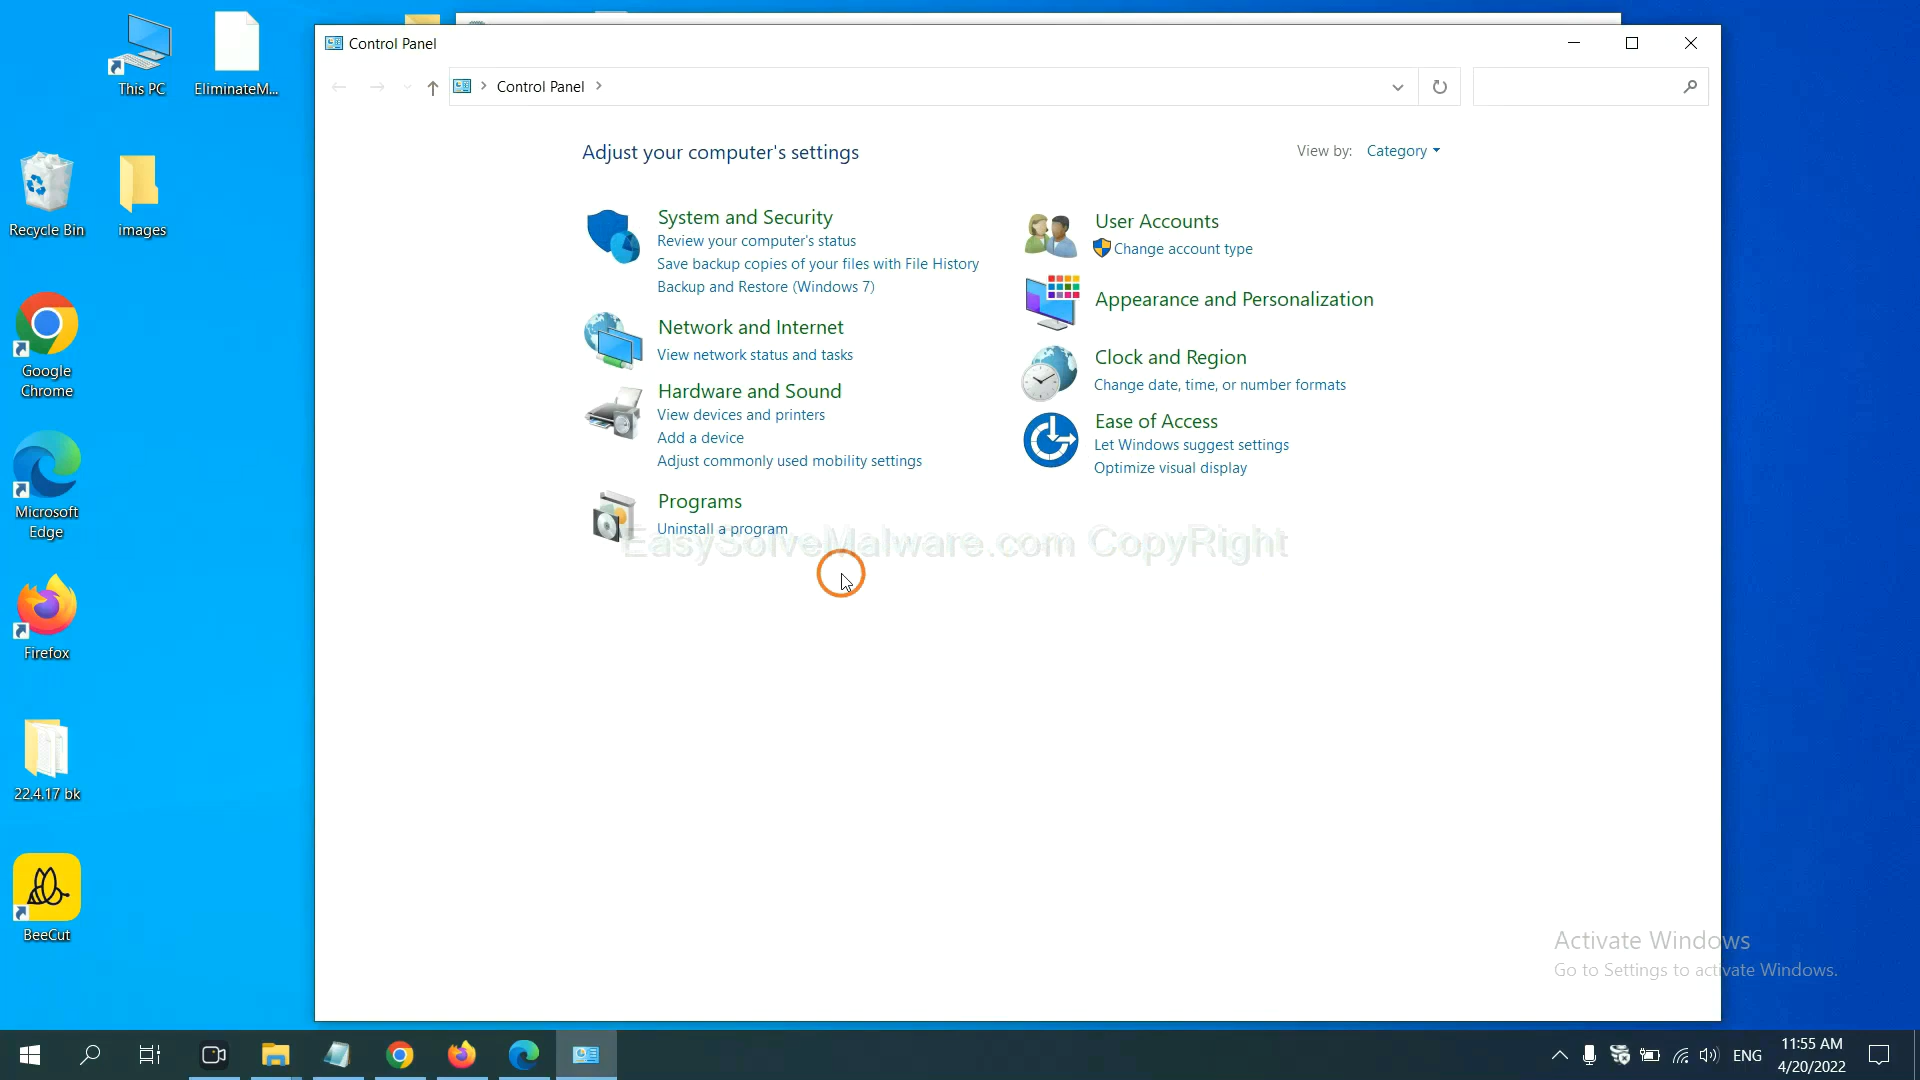 This PC
EliminateM...
Recycle Bin
images
Google
Chrome
Microsoft
Edge
Firefox
22.4.17 bk
BeeCut
Control Panel
Control Panel
Adjust your computer's settings
View by: Category
System and Security
Review your computer's status
Save backup copies of your files with File History
Backup and Restore (Windows 7)
Network and Internet
View network status and tasks
Hardware and Sound
View devices and printers
Add a device
Adjust commonly used mobility settings
Programs
Uninstall a program
User Accounts
Change account type
Appearance and Personalization
Clock and Region
Change date, time, or number formats
Ease of Access
Let Windows suggest settings
Optimize visual display
EasySolveMalware.com CopyRight
Activate Windows
Go to Settings to activate Windows.
ENG
11:55 AM
4/20/2022